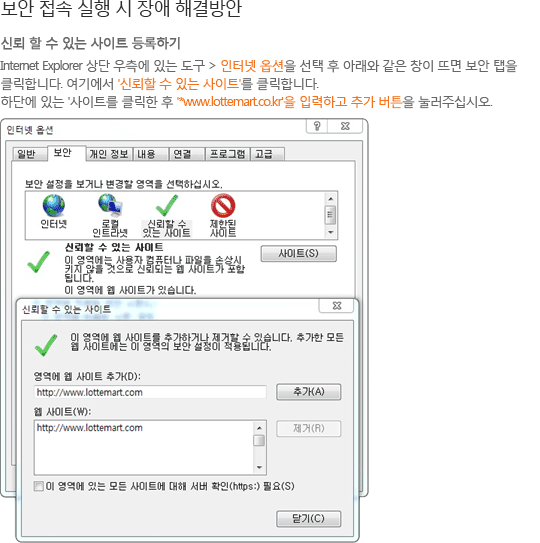 보안 접속 실행 시 장애 해결방안
신뢰 할 수 있는 사이트 등록하기
Internet Explorer 상단 우측에 있는 도구 > 인터넷 옵션을 선택 후 아래와 같은 창이 뜨면 보안 탭을
클릭합니다. 여기에서 '신뢰할 수 있는 사이트'를 클릭합니다.
하단에 있는 '사이트를 클릭한 후 '*www.lottemart.co.kr'을 입력하고 추가 버튼을 눌러주십시오.
인터넷 옵션
일반 보안 개인 정보 내용 연결 프로그램 고급
보안 설정을 보거나 변경할 영역을 선택하십시오.
인터넷 로컬 신뢰할 수 제한된
인트라넷 있는 사이트 사이트
신뢰할 수 있는 사이트
사이트(S)
이 영역에는 사용자 컴퓨터나 파일을 손상시
키지 않을 것으로 신뢰되는 웹 사이트가 포함
됩니다.
이 영역에 웹 사이트가 있습니다.
신뢰할 수 있는 사이트
이 영역에 웹 사이트를 추가하거나 제거할 수 있습니다. 추가한 모든
웹 사이트에는 이 영역의 보안 설정이 적용됩니다.
영역에 웹 사이트 추가(D):
http://www.lottemart.com 추가(A)
웹 사이트(W):
http://www.lottemart.com 제거(R)
이 영역에 있는 모든 사이트에 대해 서버 확인(https:) 필요(S)
닫기(C)